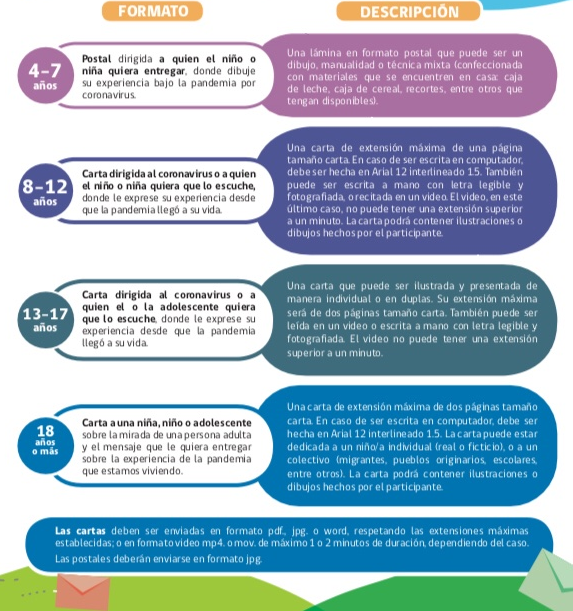 FORMATO
DESCRIPCIÓN
4-7
años
Postal dirigida a quien el niño o
niña quiera entregar, donde dibuje
su experiencia bajo la pandemia por
coronavirus.
Una lámina en formato postal que puede ser un
dibujo, manualidad o técnica mixta (confeccionada
con materiales que se encuentren en casa: caja
de leche, caja de cereal, recortes, entre otros que
tengan disponibles).
8-12
años
Carta dirigida al coronavirus o a quien
el niño o niña quiera que lo escuche,
donde le exprese su experiencia desde
que la pandemia llegó a su vida.
Una carta de extensión máxima de una página
tamaño carta. En caso de ser escrita en computador,
debe ser hecha en Arial 12 interlineado 1.5. También
puede ser escrita a mano con letra legible y
fotografiada, o recitada en un video. El video, en este
último caso, no puede tener una extensión superior
a un minuto. La carta podrá contener ilustraciones o
dibujos hechos por el participante.
13-17
años
Carta dirigida al coronavirus o a
quien el o la adolescente quiera
que lo escuche, donde le exprese su
experiencia desde que la pandemia
llegó a su vida.
Una carta que puede ser ilustrada y presentada de
manera individual o en duplas. Su extensión máxima
será de dos páginas tamaño carta. También puede ser
leída en un video o escrita a mano con letra legible y
fotografiada. El video no puede tener una extensión
superior a un minuto.
18
años
o más
Carta a una niña, niño o adolescente
sobre la mirada de una persona adulta
y el mensaje que le quiera entregar
sobre la experiencia de la pandemia
que estamos viviendo.
Una carta de extensión máxima de dos páginas tamaño
carta. En caso de ser escrita en computador, debe ser
hecha en Arial 12 interlineado 1.5. La carta puede estar
dedicada a un niño/a individual (real o ficticio), o a un
colectivo (migrantes, pueblos originarios, escolares,
entre otros). La carta podrá contener ilustraciones o
dibujos hechos por el participante.
Las cartas deben ser enviadas en formato pdf., jpg. o word, respetando las extensiones máximas
establecidas; o en formato video mp4. o mov. de máximo 1 o 2 minutos de duración, dependiendo del caso.
Las postales deberán enviarse en formato jpg.